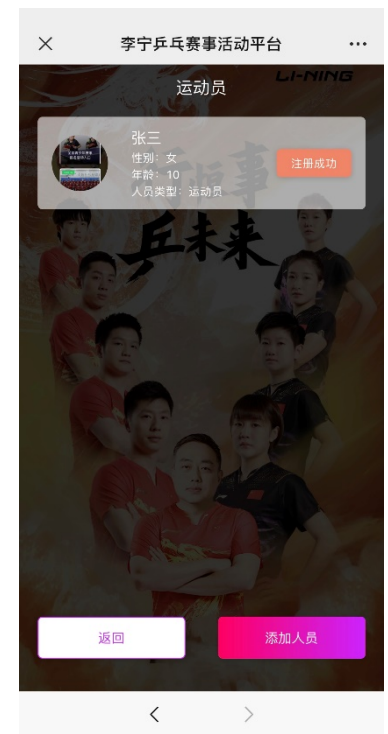 李宁乒乓赛事活动平台
LI-NING
运动员
张三
性别：女
年龄：10
人员类型：运动员
注册成功
乒未来
返回
添加人员